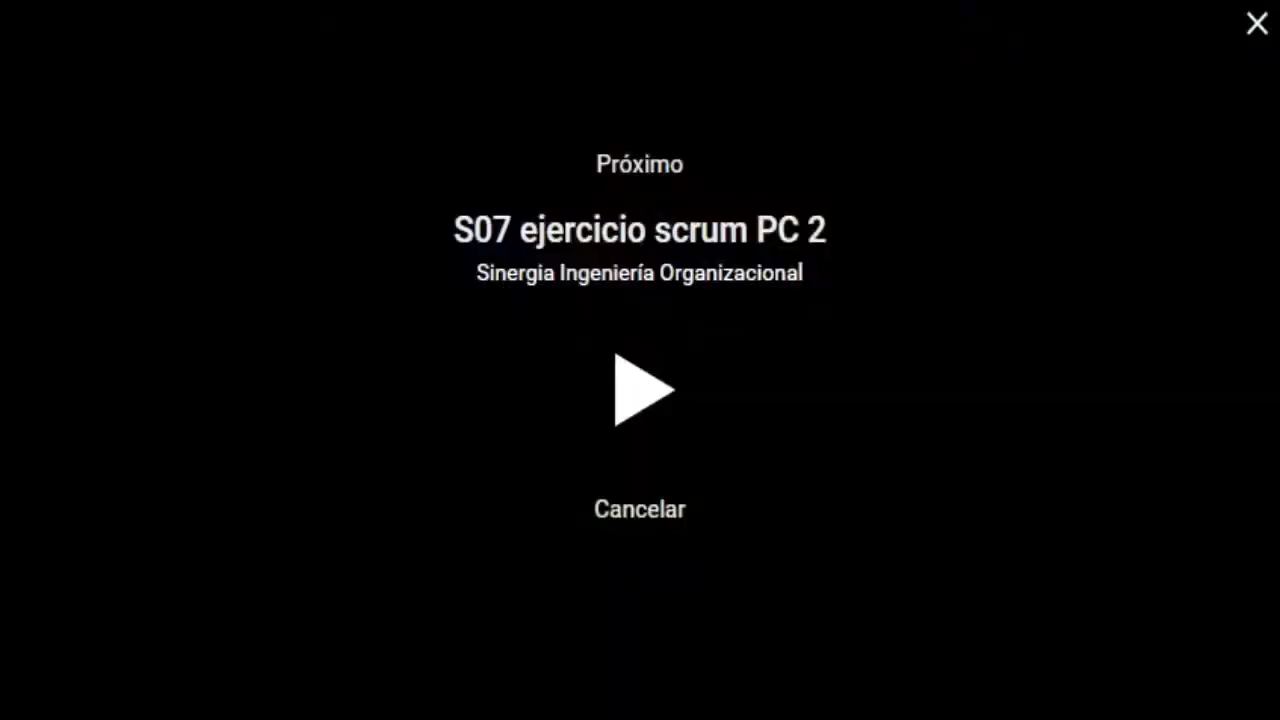 Próximo
S07 ejercicio scrum PC 2
Sinergia Ingeniería Organizacional
Cancelar